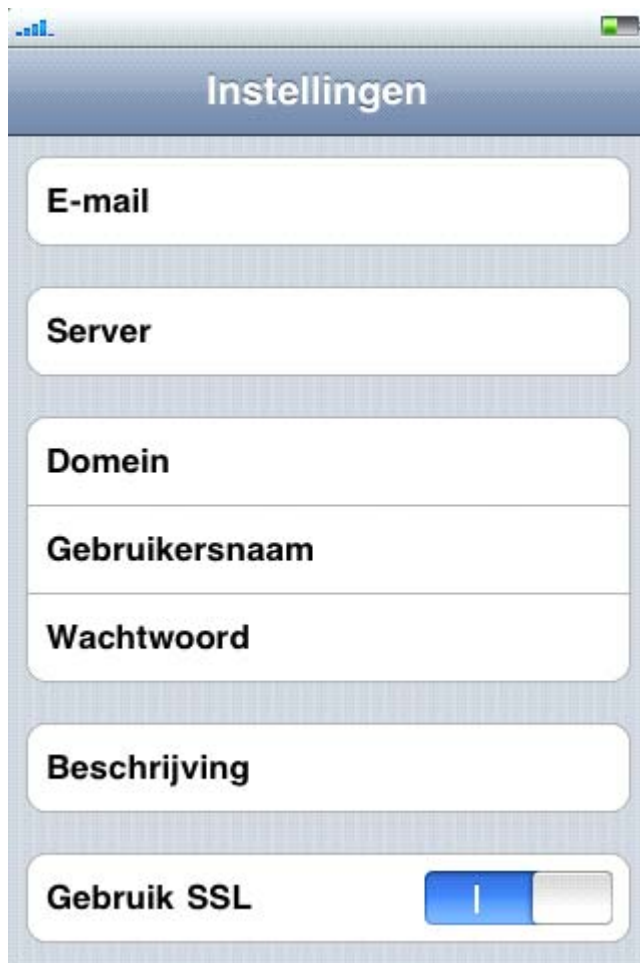 Instellingen
E-mail
Server
Domein
Gebruikersnaam
Wachtwoord
Beschrijving
Gebruik SSL